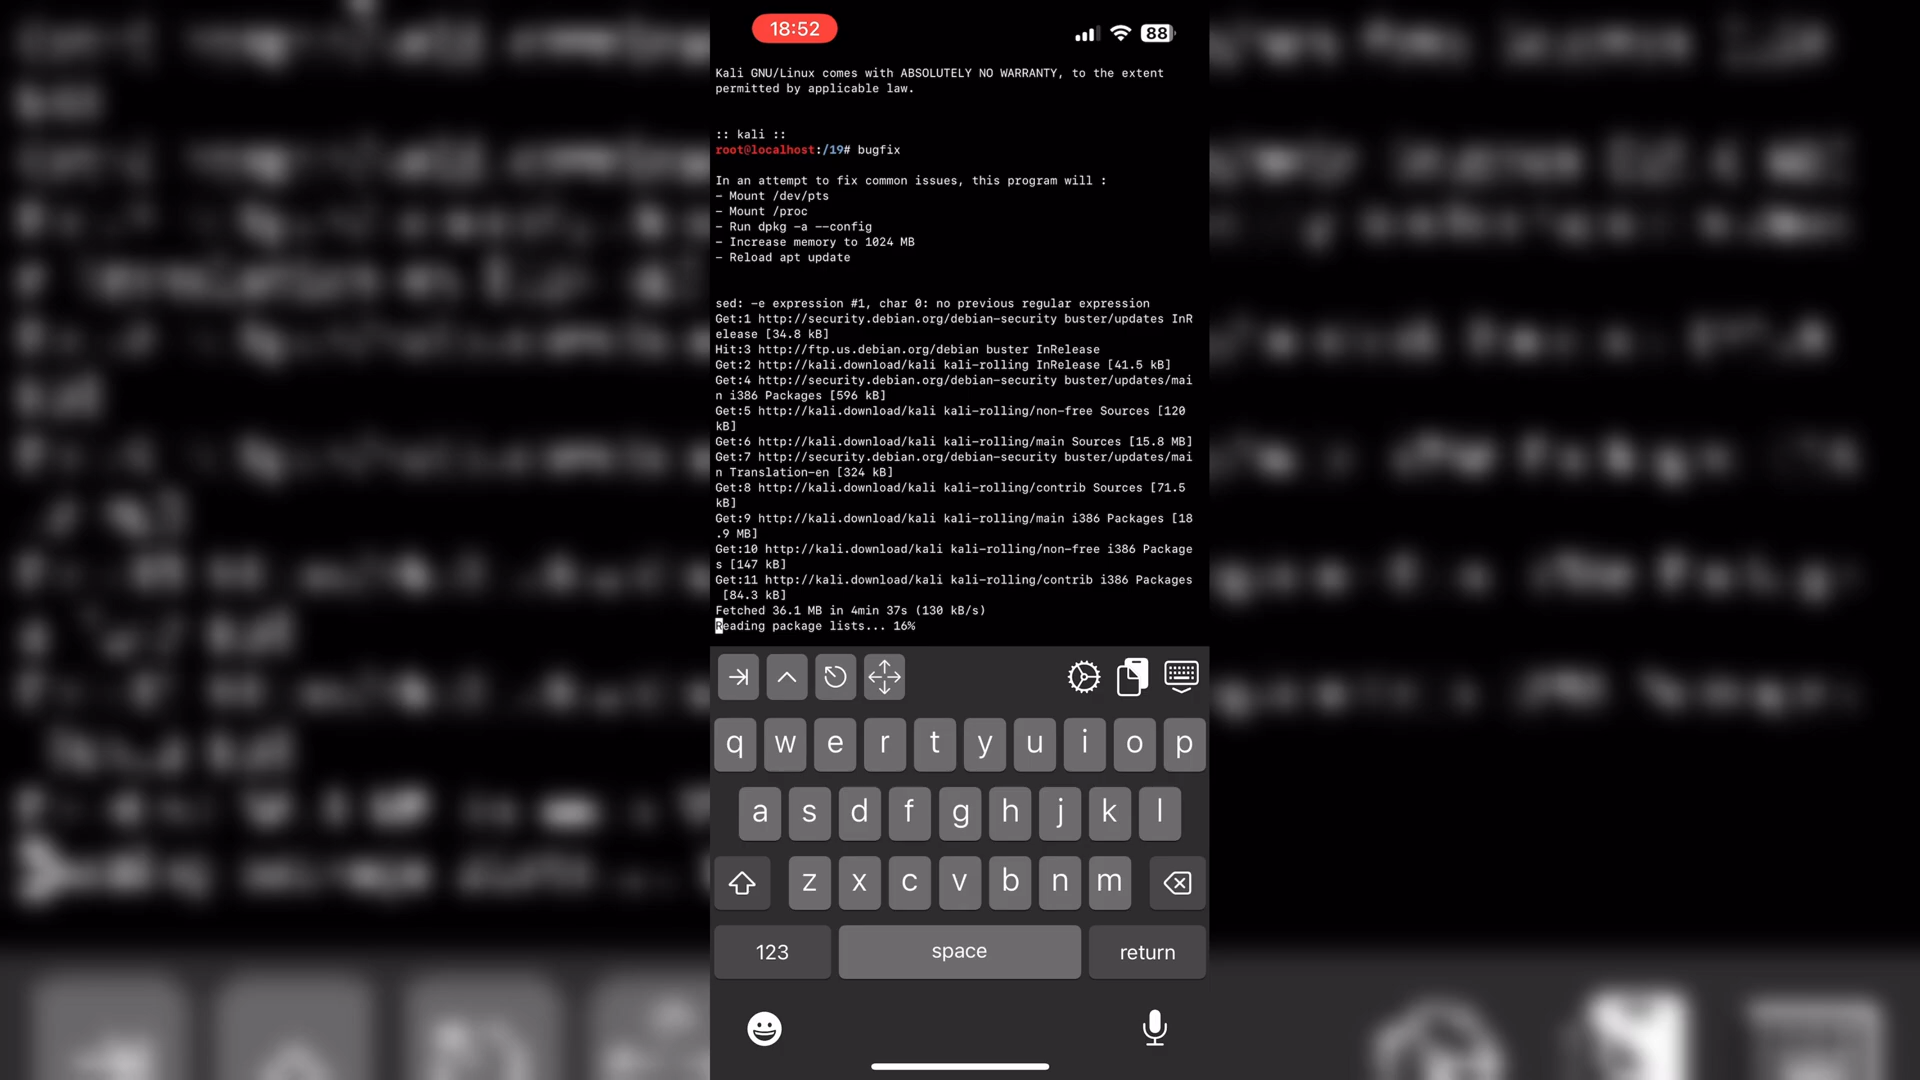 18:52
88
Kali GNU/Linux comes with ABSOLUTELY NO WARRANTY, to the extent
permitted by applicable law.
:: kali ::
root@localhost:/19# bugfix
In an attempt to fix common issues, this program will :
- Mount /dev/pts
- Mount /proc
- Run dpkg -a --config
- Increase memory to 1024 MB
- Reload apt update
sed: -e expression #1, char 0: no previous regular expression
Get:1 http://security.debian.org/debian-security buster/updates InR
elease [34.8 kB]
Hit:3 http://ftp.us.debian.org/debian buster InRelease
Get:2 http://kali.download/kali kali-rolling InRelease [41.5 kB]
Get:4 http://security.debian.org/debian-security buster/updates/mai
n i386 Packages [596 kB]
Get:5 http://kali.download/kali kali-rolling/non-free Sources [120
kB]
Get:6 http://kali.download/kali kali-rolling/main Sources [15.8 MB]
Get:7 http://security.debian.org/debian-security buster/updates/mai
n Translation-en [324 kB]
Get:8 http://kali.download/kali kali-rolling/contrib Sources [71.5
kB]
Get:9 http://kali.download/kali kali-rolling/main i386 Packages [18
.9 MB]
Get:10 http://kali.download/kali kali-rolling/non-free i386 Package
s [147 kB]
Get:11 http://kali.download/kali kali-rolling/contrib i386 Packages
[84.3 kB]
Fetched 36.1 MB in 4min 37s (130 kB/s)
Reading package lists... 16%
q w e r t y u i o p
a s d f g h j k l
z x c v b n m
123 space return